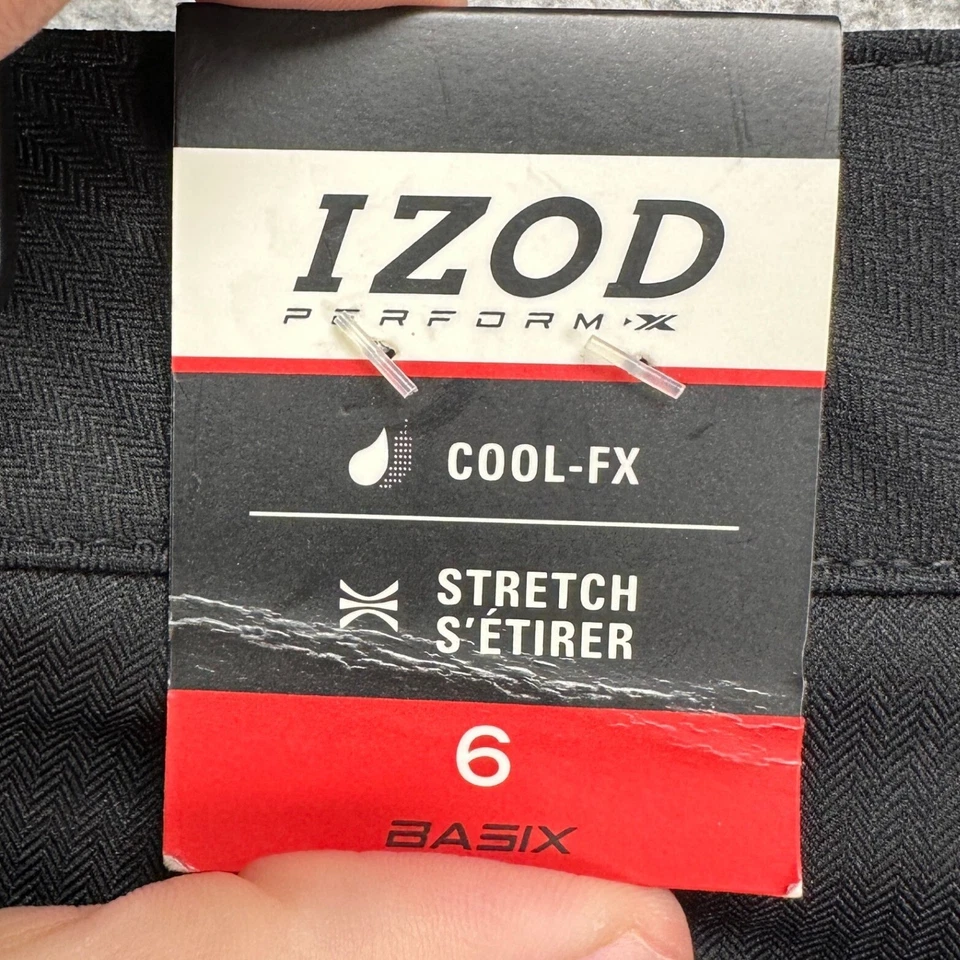 IZOD
PERFORM X
COOL-FX
STRETCH
S'ÉTIRER
6
BASIX